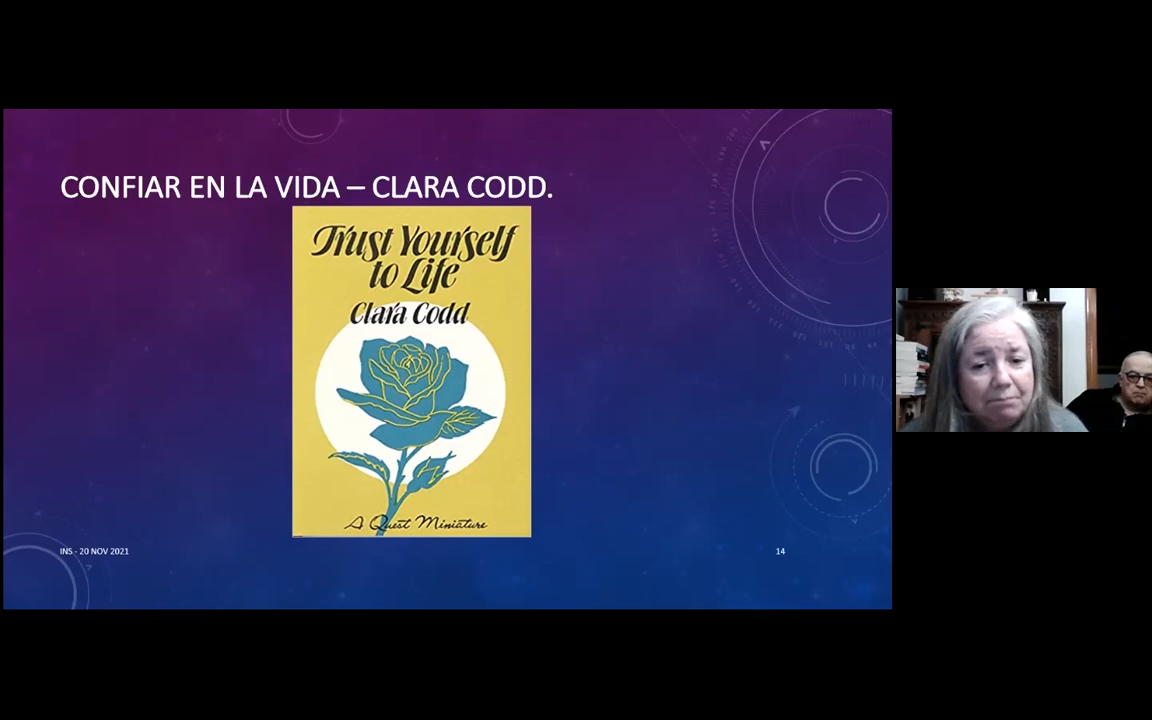 CONFIAR EN LA VIDA – CLARA CODD.
Trust Yourself
to Life
Clara Codd
A Quest Miniature
INS - 20 NOV 2021
14